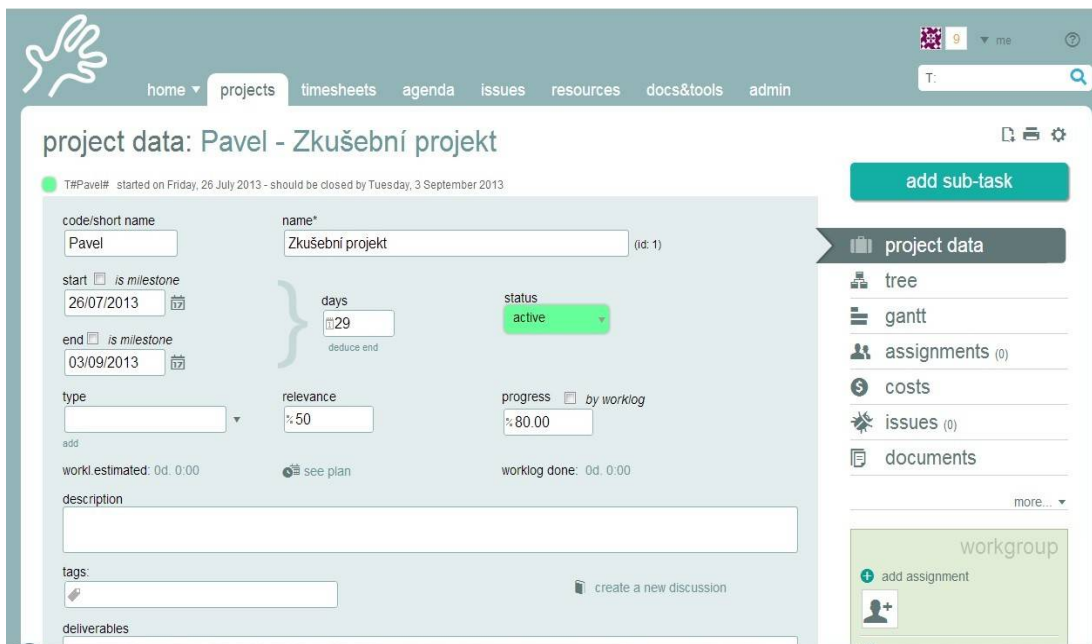 9 me
T:
home projects timesheets agenda issues resources docs&tools admin
project data: Pavel - Zkušební projekt
T#Pavel# started on Friday, 26 July 2013 - should be closed by Tuesday, 3 September 2013
add sub-task
code/short name name*
Pavel Zkušební projekt (id: 1)
start is milestone
26/07/2013 17
days status
29 active
deduce end
end is milestone
03/09/2013 17
type relevance progress by worklog
%50 %80.00
add
workl.estimated: 0d. 0:00 see plan worklog done: 0d. 0:00
description
tags:
create a new discussion
deliverables
project data
tree
gantt
assignments (0)
costs
issues (0)
documents
more...
workgroup
add assignment